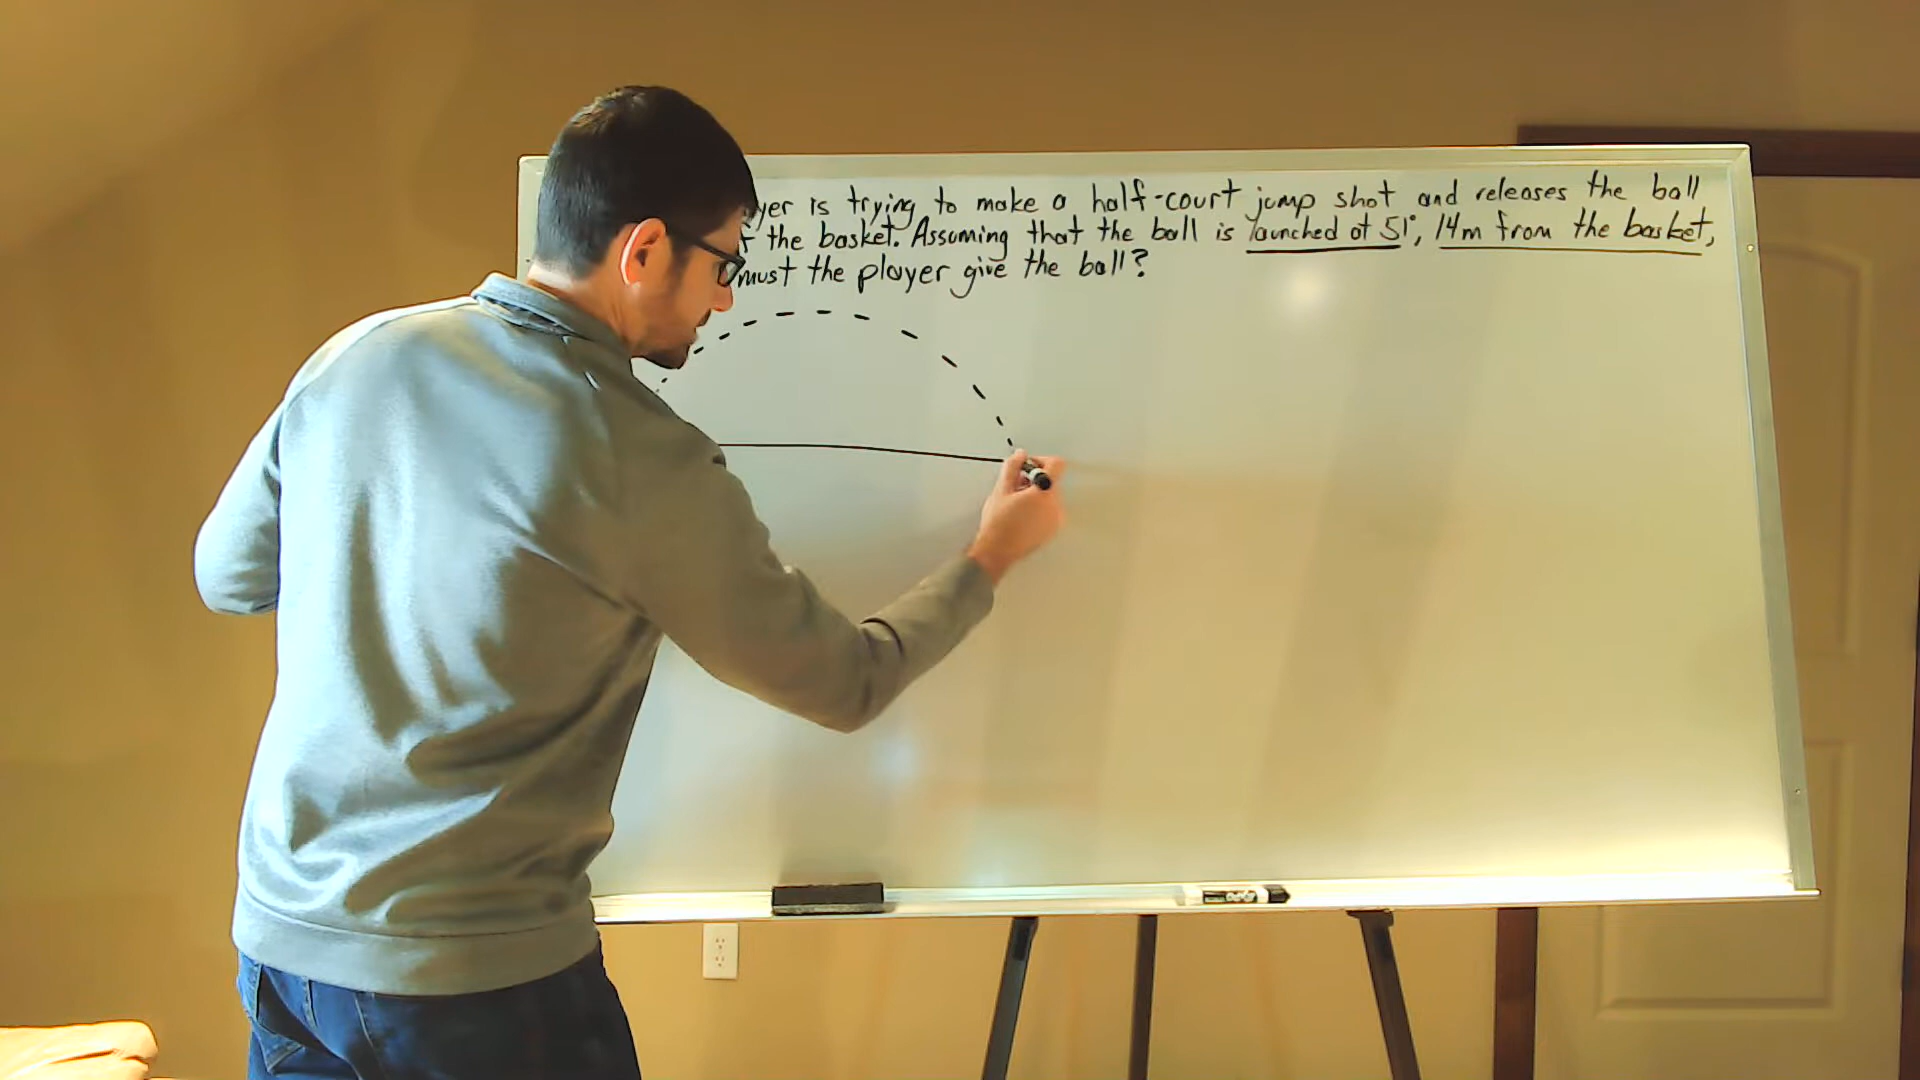 is trying to make a half-court jump shot and releases the ball
the basket. Assuming that the ball is launched at 51°, 14m from the basket,
must the player give the ball?
EXPO